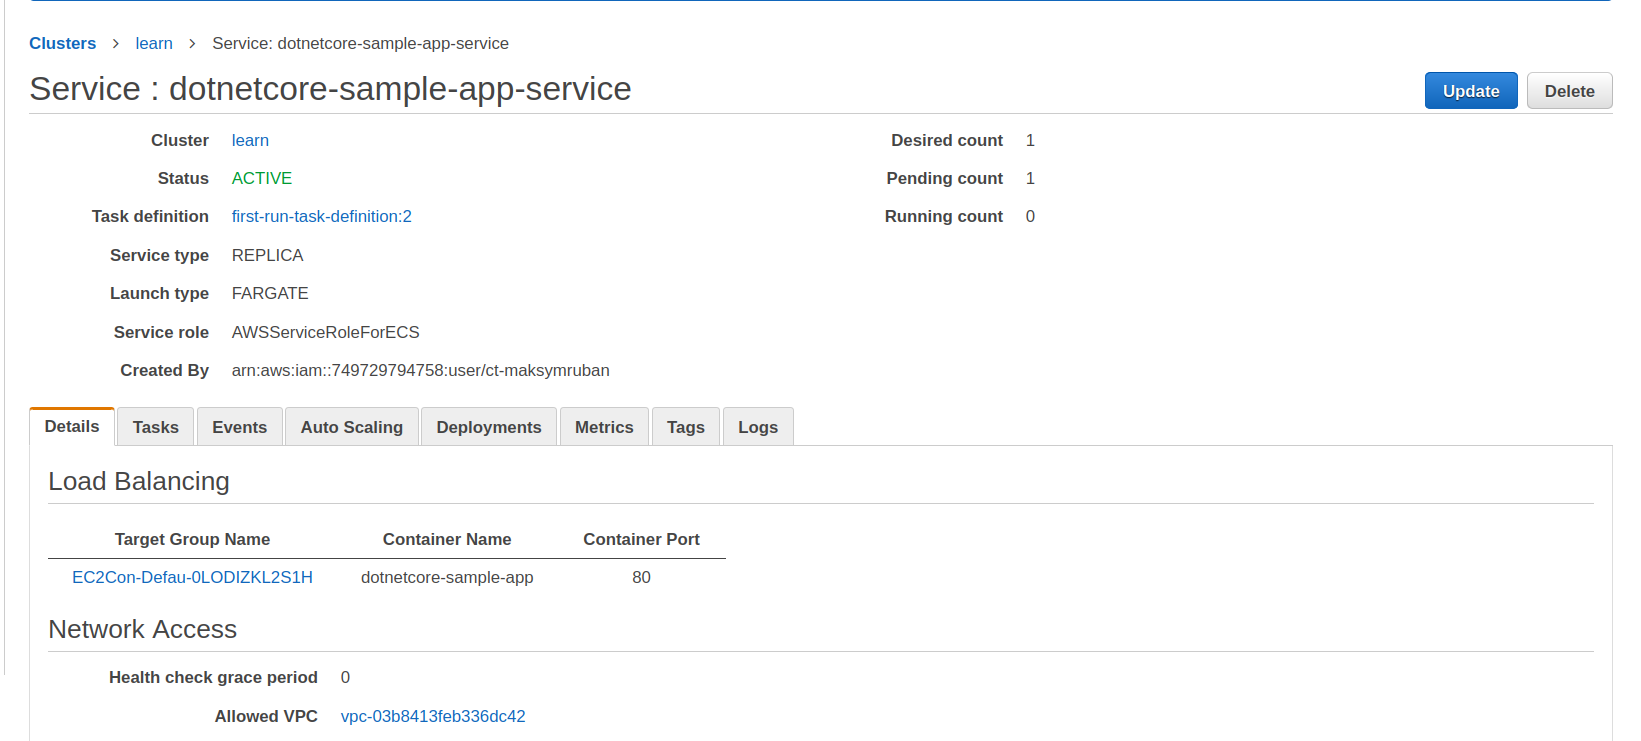 Clusters > learn > Service: dotnetcore-sample-app-service
Service : dotnetcore-sample-app-service
Update
Delete
Cluster learn
Status ACTIVE
Task definition first-run-task-definition:2
Service type REPLICA
Launch type FARGATE
Service role AWSServiceRoleForECS
Created By arn:aws:iam::749729794758:user/ct-maksymruban
Desired count 1
Pending count 1
Running count 0
Details Tasks Events Auto Scaling Deployments Metrics Tags Logs
Load Balancing
Target Group Name Container Name Container Port
EC2Con-Defau-0LODIZKL2S1H dotnetcore-sample-app 80
Network Access
Health check grace period 0
Allowed VPC vpc-03b8413feb336dc42